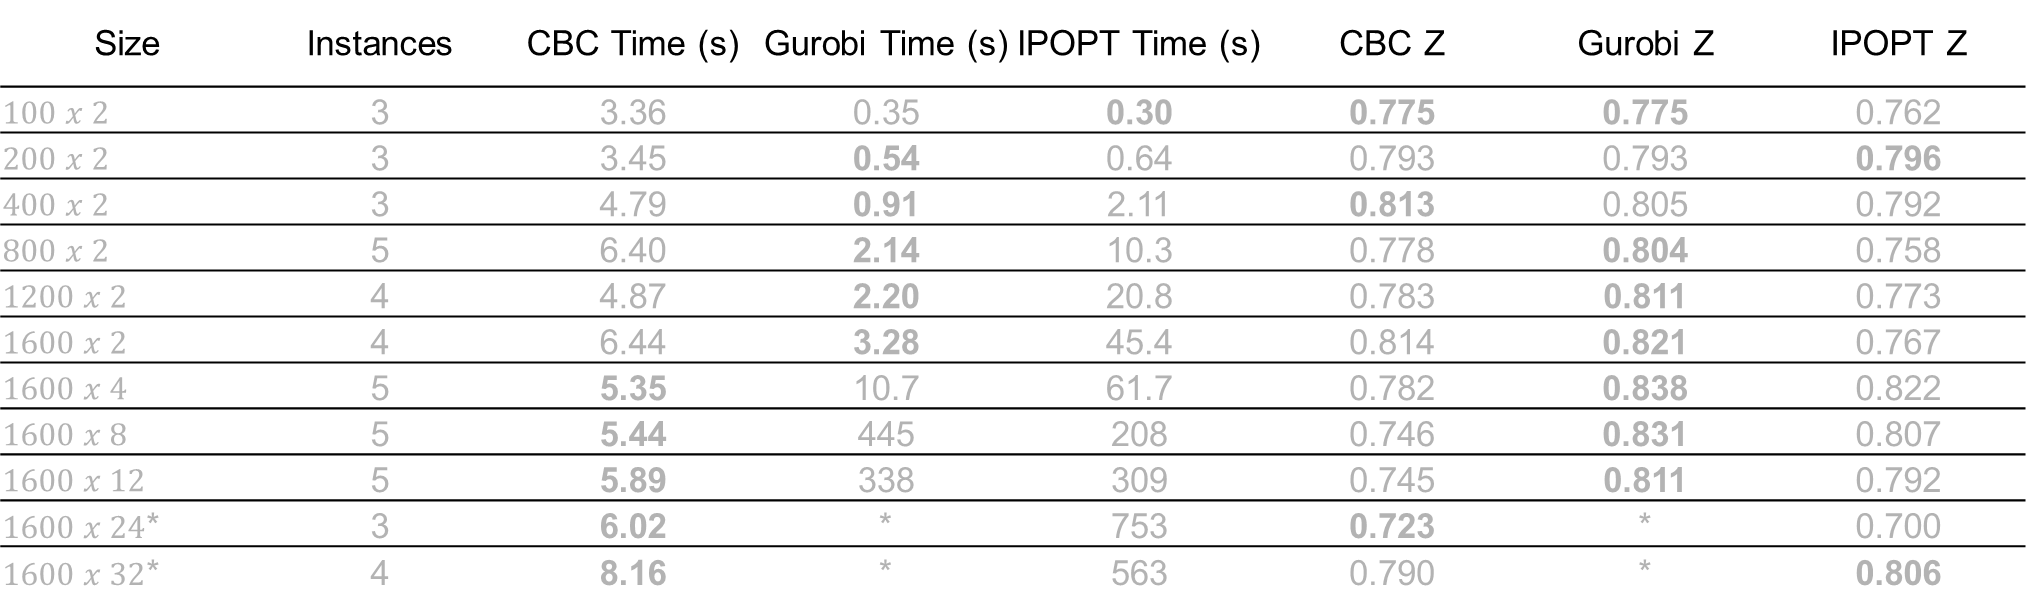 Size Instances CBC Time (s) Gurobi Time (s) IPOPT Time (s) CBC Z Gurobi Z IPOPT Z
100 x 2 3 3.36 0.35 0.30 0.775 0.775 0.762
200 x 2 3 3.45 0.54 0.64 0.793 0.793 0.796
400 x 2 3 4.79 0.91 2.11 0.813 0.805 0.792
800 x 2 5 6.40 2.14 10.3 0.778 0.804 0.758
1200 x 2 4 4.87 2.20 20.8 0.783 0.811 0.773
1600 x 2 4 6.44 3.28 45.4 0.814 0.821 0.767
1600 x 4 5 5.35 10.7 61.7 0.782 0.838 0.822
1600 x 8 5 5.44 445 208 0.746 0.831 0.807
1600 x 12 5 5.89 338 309 0.745 0.811 0.792
1600 x 24* 3 6.02 * 753 0.723 * 0.700
1600 x 32* 4 8.16 * 563 0.790 * 0.806